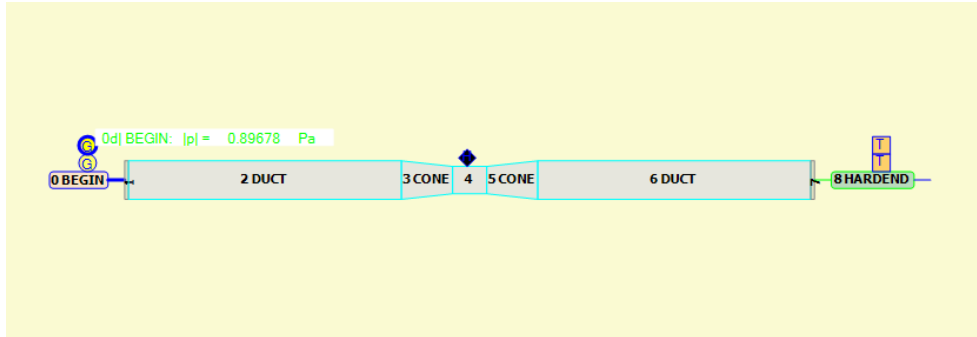 G 0d| BEGIN: |p| = 0.89678 Pa T
G T
0 BEGIN 2 DUCT 3 CONE 4 5 CONE 6 DUCT 8 HARDEND